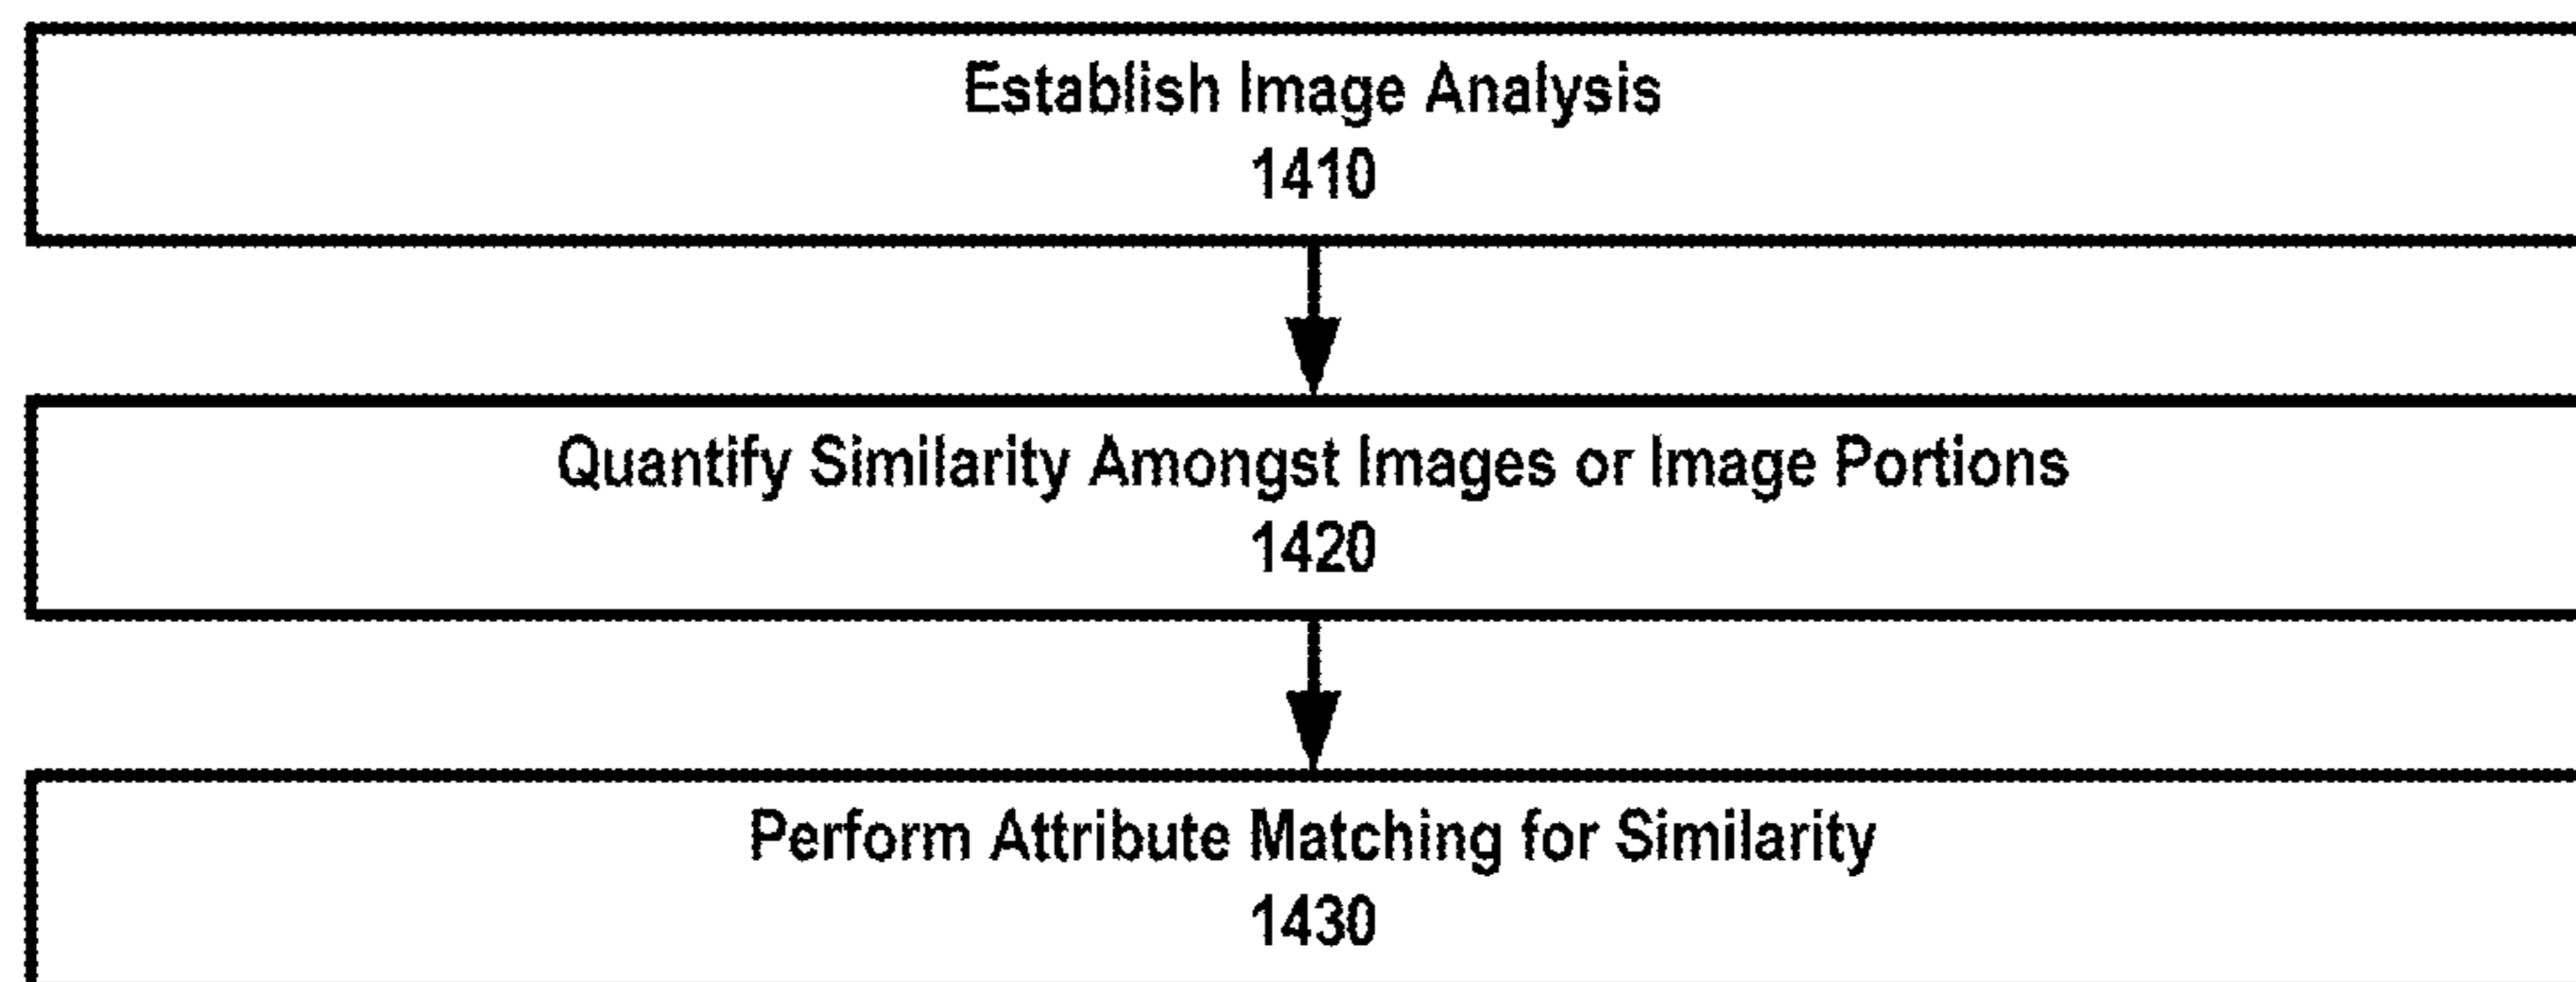 Establish Image Analysis
1410
Quantify Similarity Amongst Images or Image Portions
1420
Perform Attribute Matching for Similarity
1430